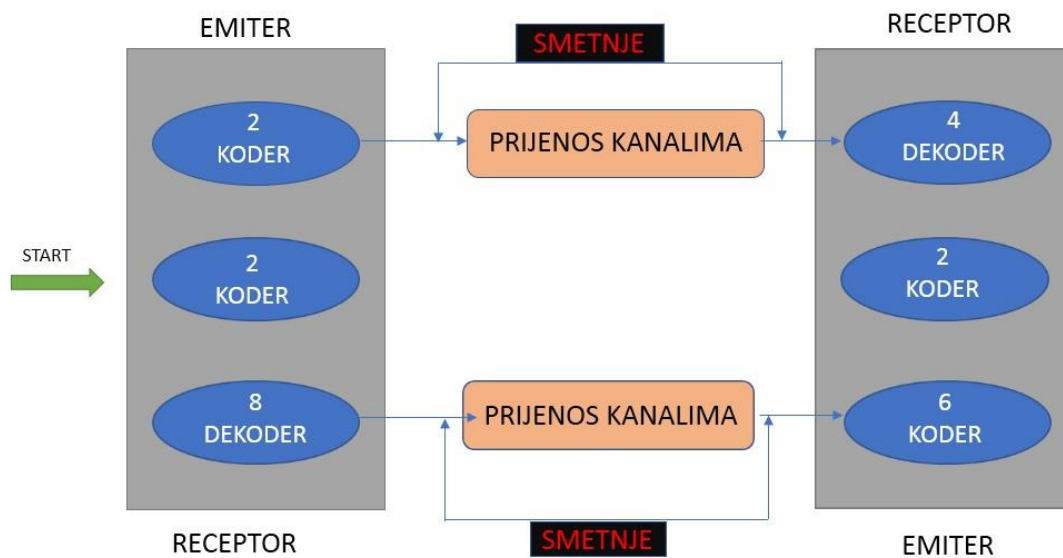 EMITER
SMETNJE
RECEPTOR
2
KODER
PRIJENOS KANALIMA
4
DEKODER
START
2
KODER
2
KODER
8
DEKODER
PRIJENOS KANALIMA
6
KODER
RECEPTOR
SMETNJE
EMITER